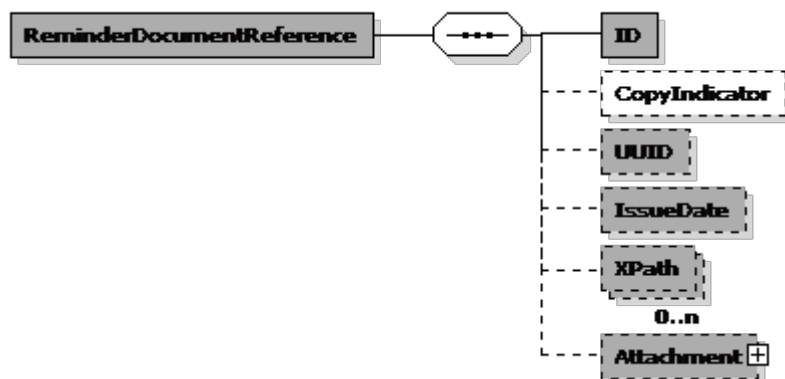 ReminderDocumentReference
ID
CopyIndicator
UUID
IssueDate
XPath
0..n
Attachment